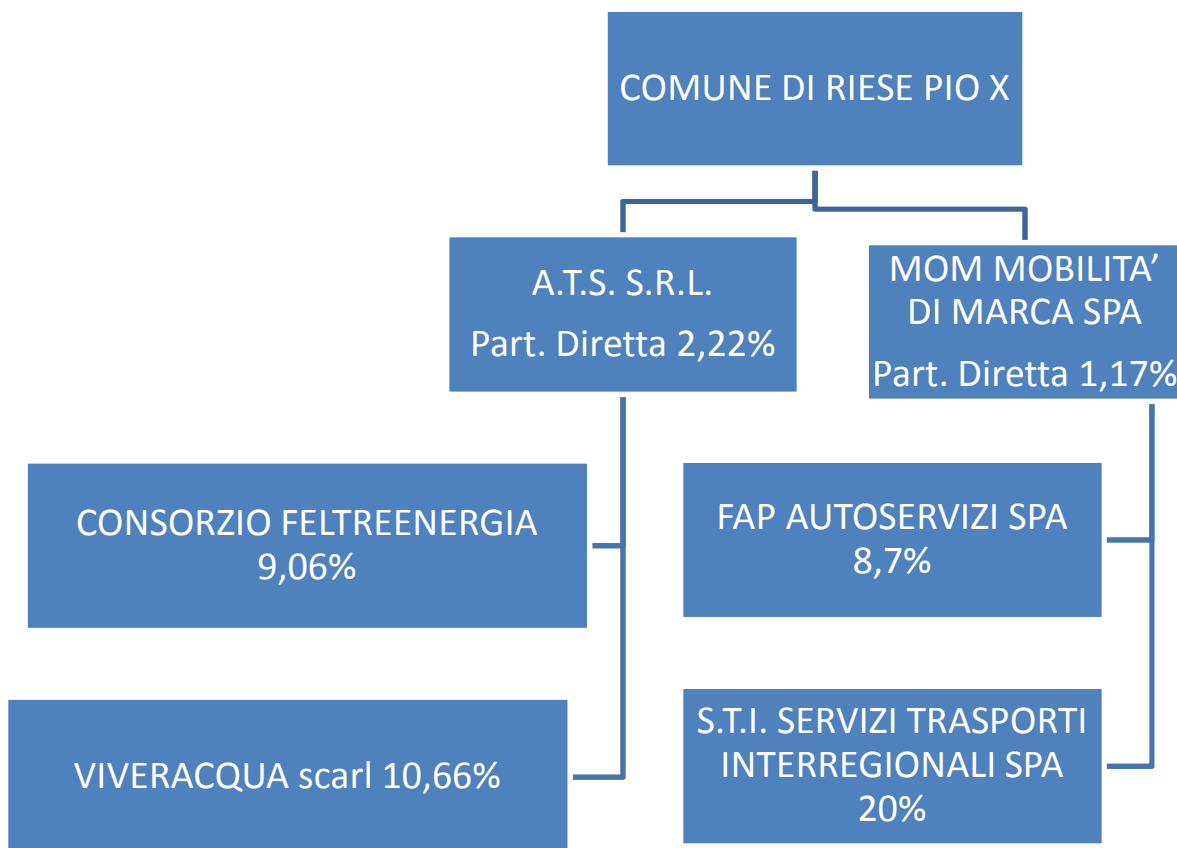 COMUNE DI RIESE PIO X
A.T.S. S.R.L.
Part. Diretta 2,22%
MOM MOBILITA’
DI MARCA SPA
Part. Diretta 1,17%
CONSORZIO FELTREENERGIA
9,06%
FAP AUTOSERVIZI SPA
8,7%
VIVERACQUA scarl 10,66%
S.T.I. SERVIZI TRASPORTI
INTERREGIONALI SPA
20%